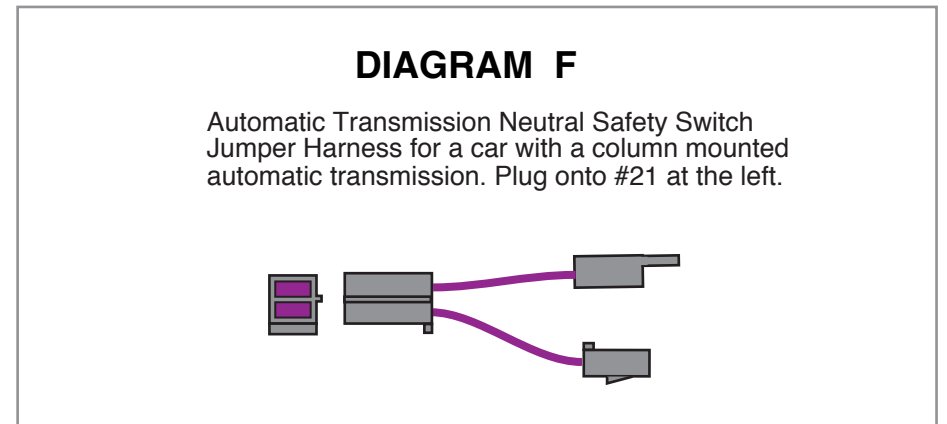 DIAGRAM F
Automatic Transmission Neutral Safety Switch
Jumper Harness for a car with a column mounted
automatic transmission. Plug onto #21 at the left.